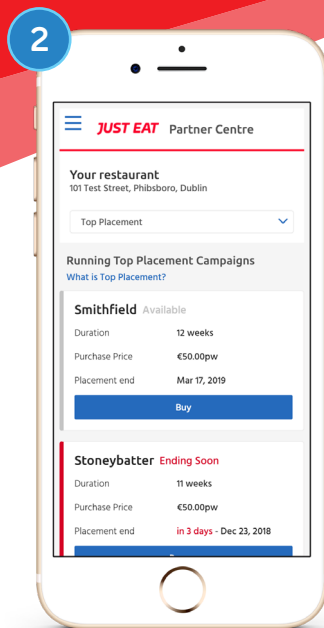 2
JUST EAT Partner Centre
Your restaurant
101 Test Street, Phibsboro, Dublin
Top Placement
Running Top Placement Campaigns
What is Top Placement?
Smithfield Available
Duration 12 weeks
Purchase Price €50.00pw
Placement end Mar 17, 2019
Buy
Stoneybatter Ending Soon
Duration 11 weeks
Purchase Price €50.00pw
Placement end in 3 days - Dec 23, 2018